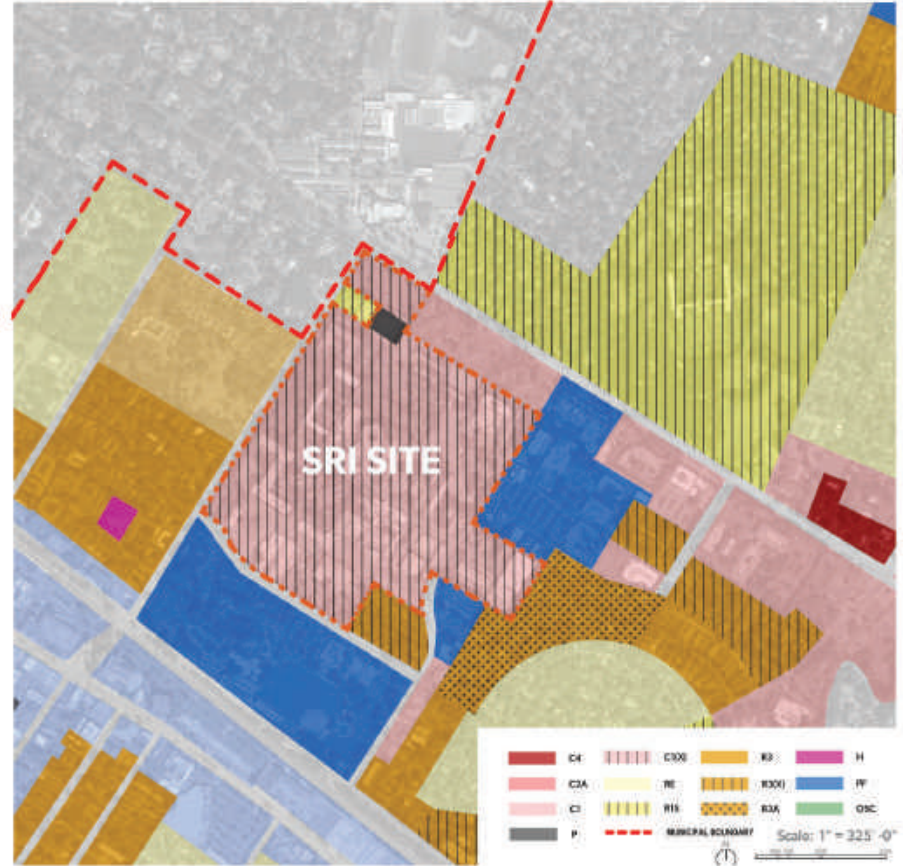 SRI SITE
C4
C1(X)
R3
H
C2A
RE
R3(X)
PF
C1
R1S
R3A
OSC
P
MUNICIPAL BOUNDARY
Scale: 1" = 325'-0"